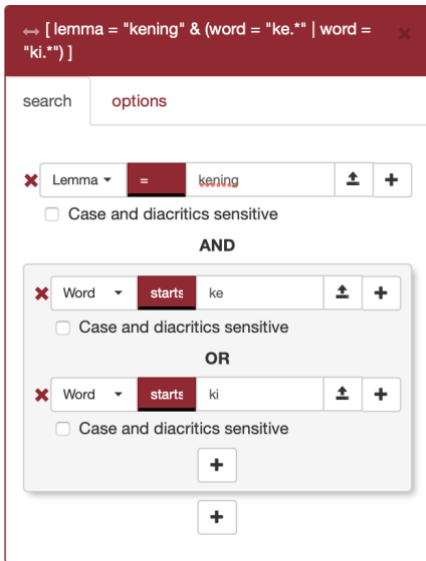 ↔ [ lemma = "kening" & (word = "ke.*" | word =
"ki.*") ]
search options
Lemma = kening
Case and diacritics sensitive
AND
Word starts ke
Case and diacritics sensitive
OR
Word starts ki
Case and diacritics sensitive